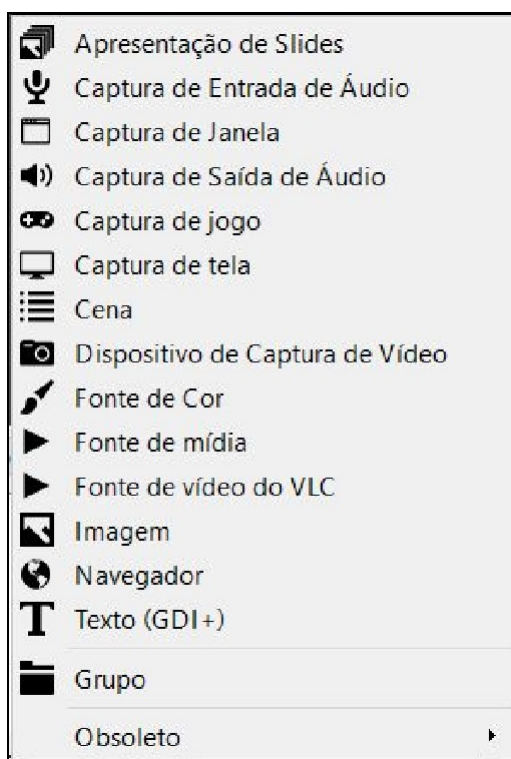 Apresentação de Slides
Captura de Entrada de Áudio
Captura de Janela
Captura de Saída de Áudio
Captura de jogo
Captura de tela
Cena
Dispositivo de Captura de Vídeo
Fonte de Cor
Fonte de mídia
Fonte de vídeo do VLC
Imagem
Navegador
Texto (GDI+)
Grupo
Obsoleto